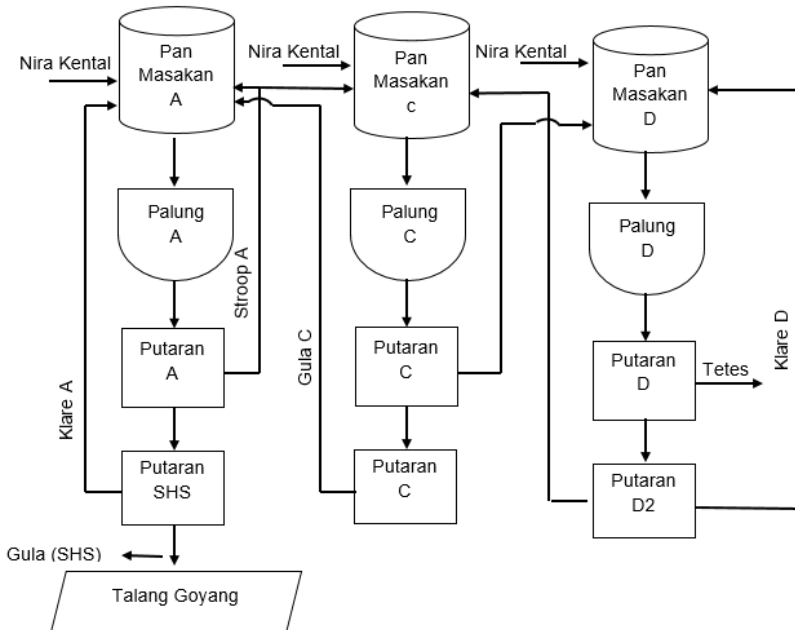 Nira Kental
Pan
Masakan
A
Nira Kental
Pan
Masakan
c
Nira Kental
Pan
Masakan
D
Palung
A
Palung
C
Palung
D
Stroop A
Gula C
Klare A
Klare D
Putaran
A
Putaran
C
Putaran
D
Tetes
Putaran
SHS
Putaran
C
Putaran
D2
Gula (SHS)
Talang Goyang